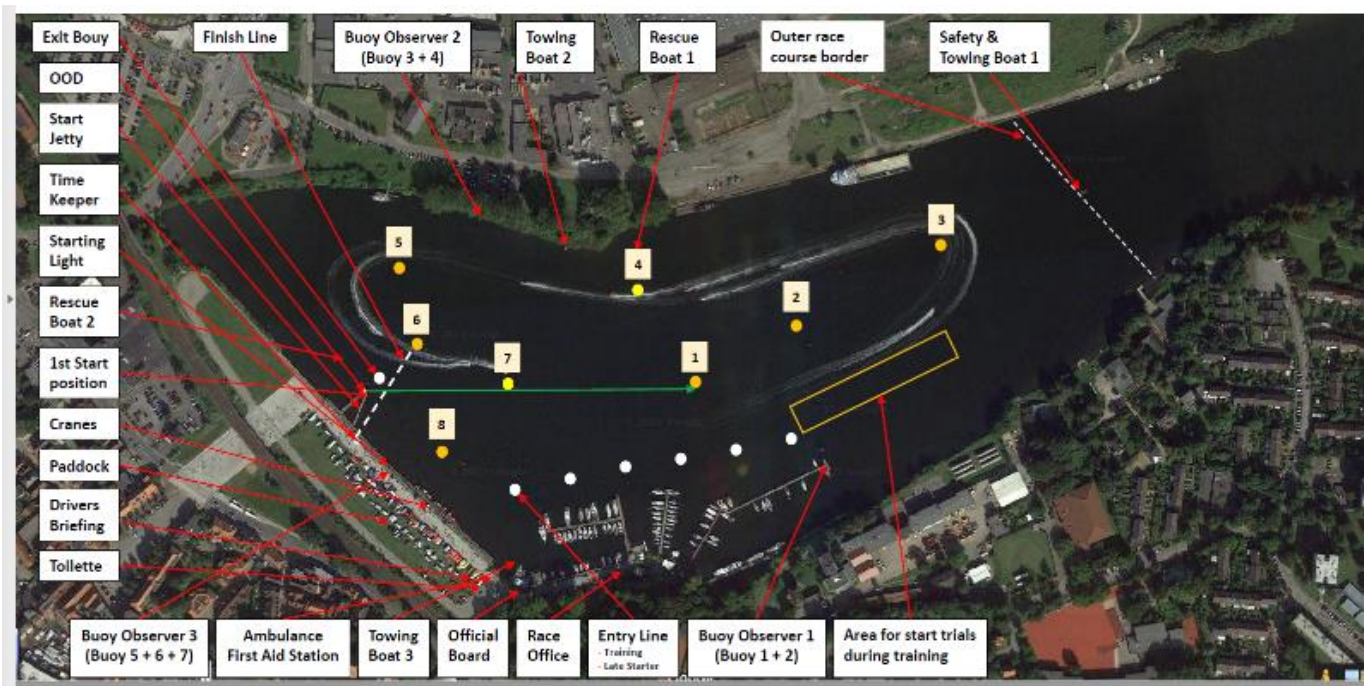 Exit Bouy
Finish Line
Buoy Observer 2
(Buoy 3 + 4)
Towing
Boat 2
Rescue
Boat 1
Outer race
course border
Safety &
Towing Boat 1
OOD
Start
Jetty
Time
Keeper
Starting
Light
Rescue
Boat 2
1st Start
position
Cranes
Paddock
Drivers
Briefing
Tollette
5
4
3
2
6
7
1
8
Buoy Observer 3
(Buoy 5 + 6 + 7)
Ambulance
First Aid Station
Towing
Boat 3
Official
Board
Race
Office
Entry Line
- Training
- Late Starter
Buoy Observer 1
(Buoy 1 + 2)
Area for start trials
during training